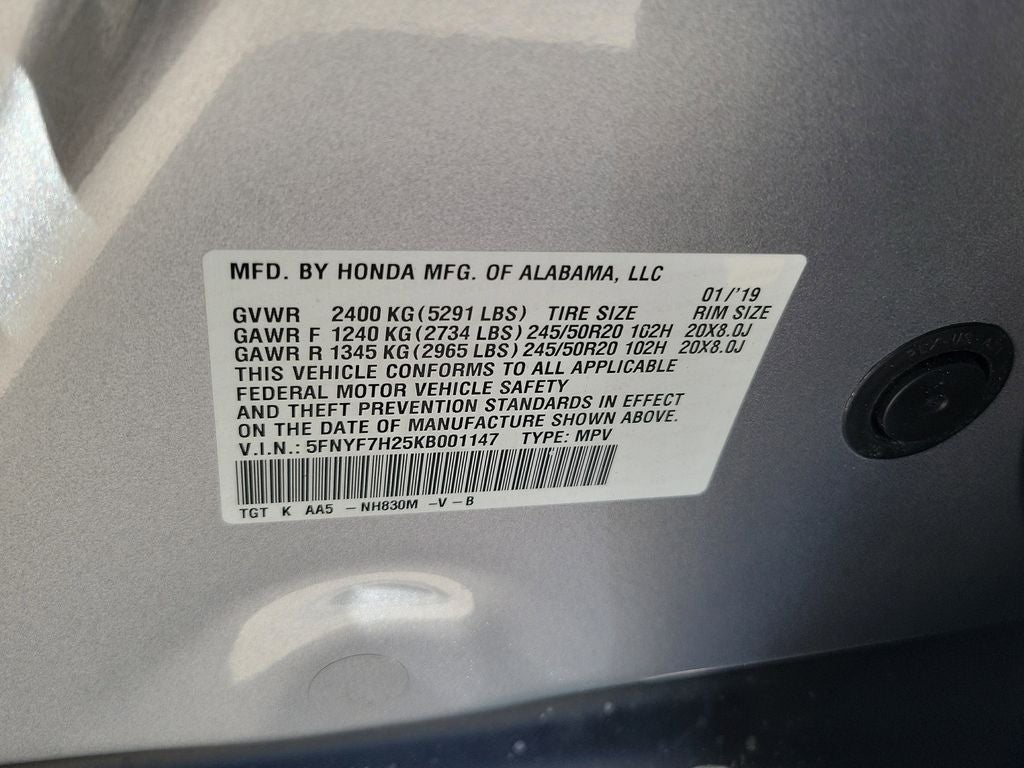 MFD. BY HONDA MFG. OF ALABAMA, LLC
01/'19
GVWR 2400 KG (5291 LBS) TIRE SIZE RIM SIZE
GAWR F 1240 KG (2734 LBS) 245/50R20 102H 20X8.0J
GAWR R 1345 KG (2965 LBS) 245/50R20 102H 20X8.0J
THIS VEHICLE CONFORMS TO ALL APPLICABLE
FEDERAL MOTOR VEHICLE SAFETY
AND THEFT PREVENTION STANDARDS IN EFFECT
ON THE DATE OF MANUFACTURE SHOWN ABOVE.
V.I.N.: 5FNYF7H25KB001147 TYPE: MPV
TGT K AA5 -NH830M -V-B